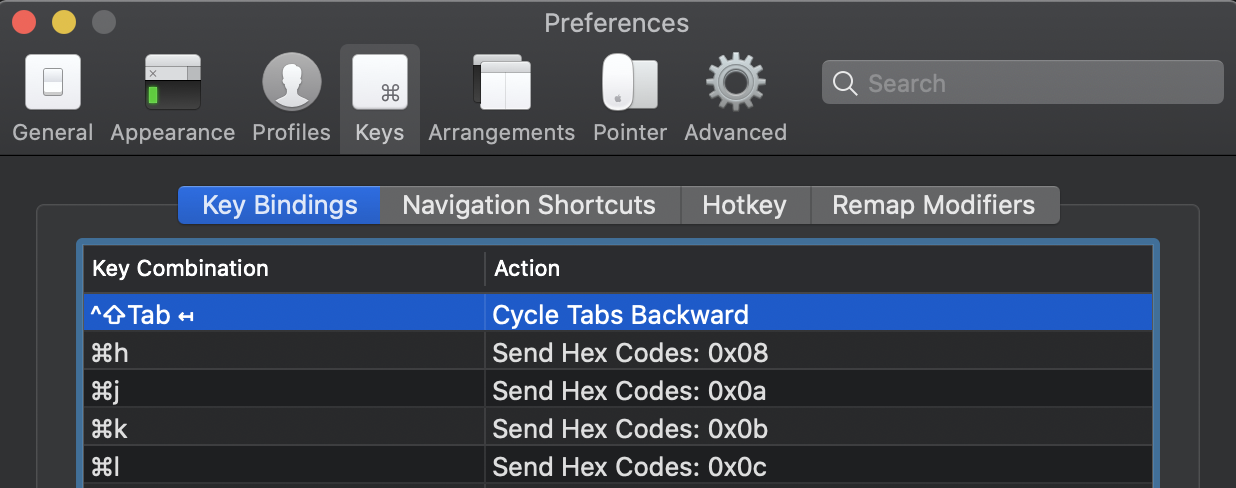 Preferences
General Appearance Profiles Keys Arrangements Pointer Advanced Search
Key Bindings Navigation Shortcuts Hotkey Remap Modifiers
Key Combination Action
^⇧Tab ↤ Cycle Tabs Backward
⌘h Send Hex Codes: 0x08
⌘j Send Hex Codes: 0x0a
⌘k Send Hex Codes: 0x0b
⌘l Send Hex Codes: 0x0c